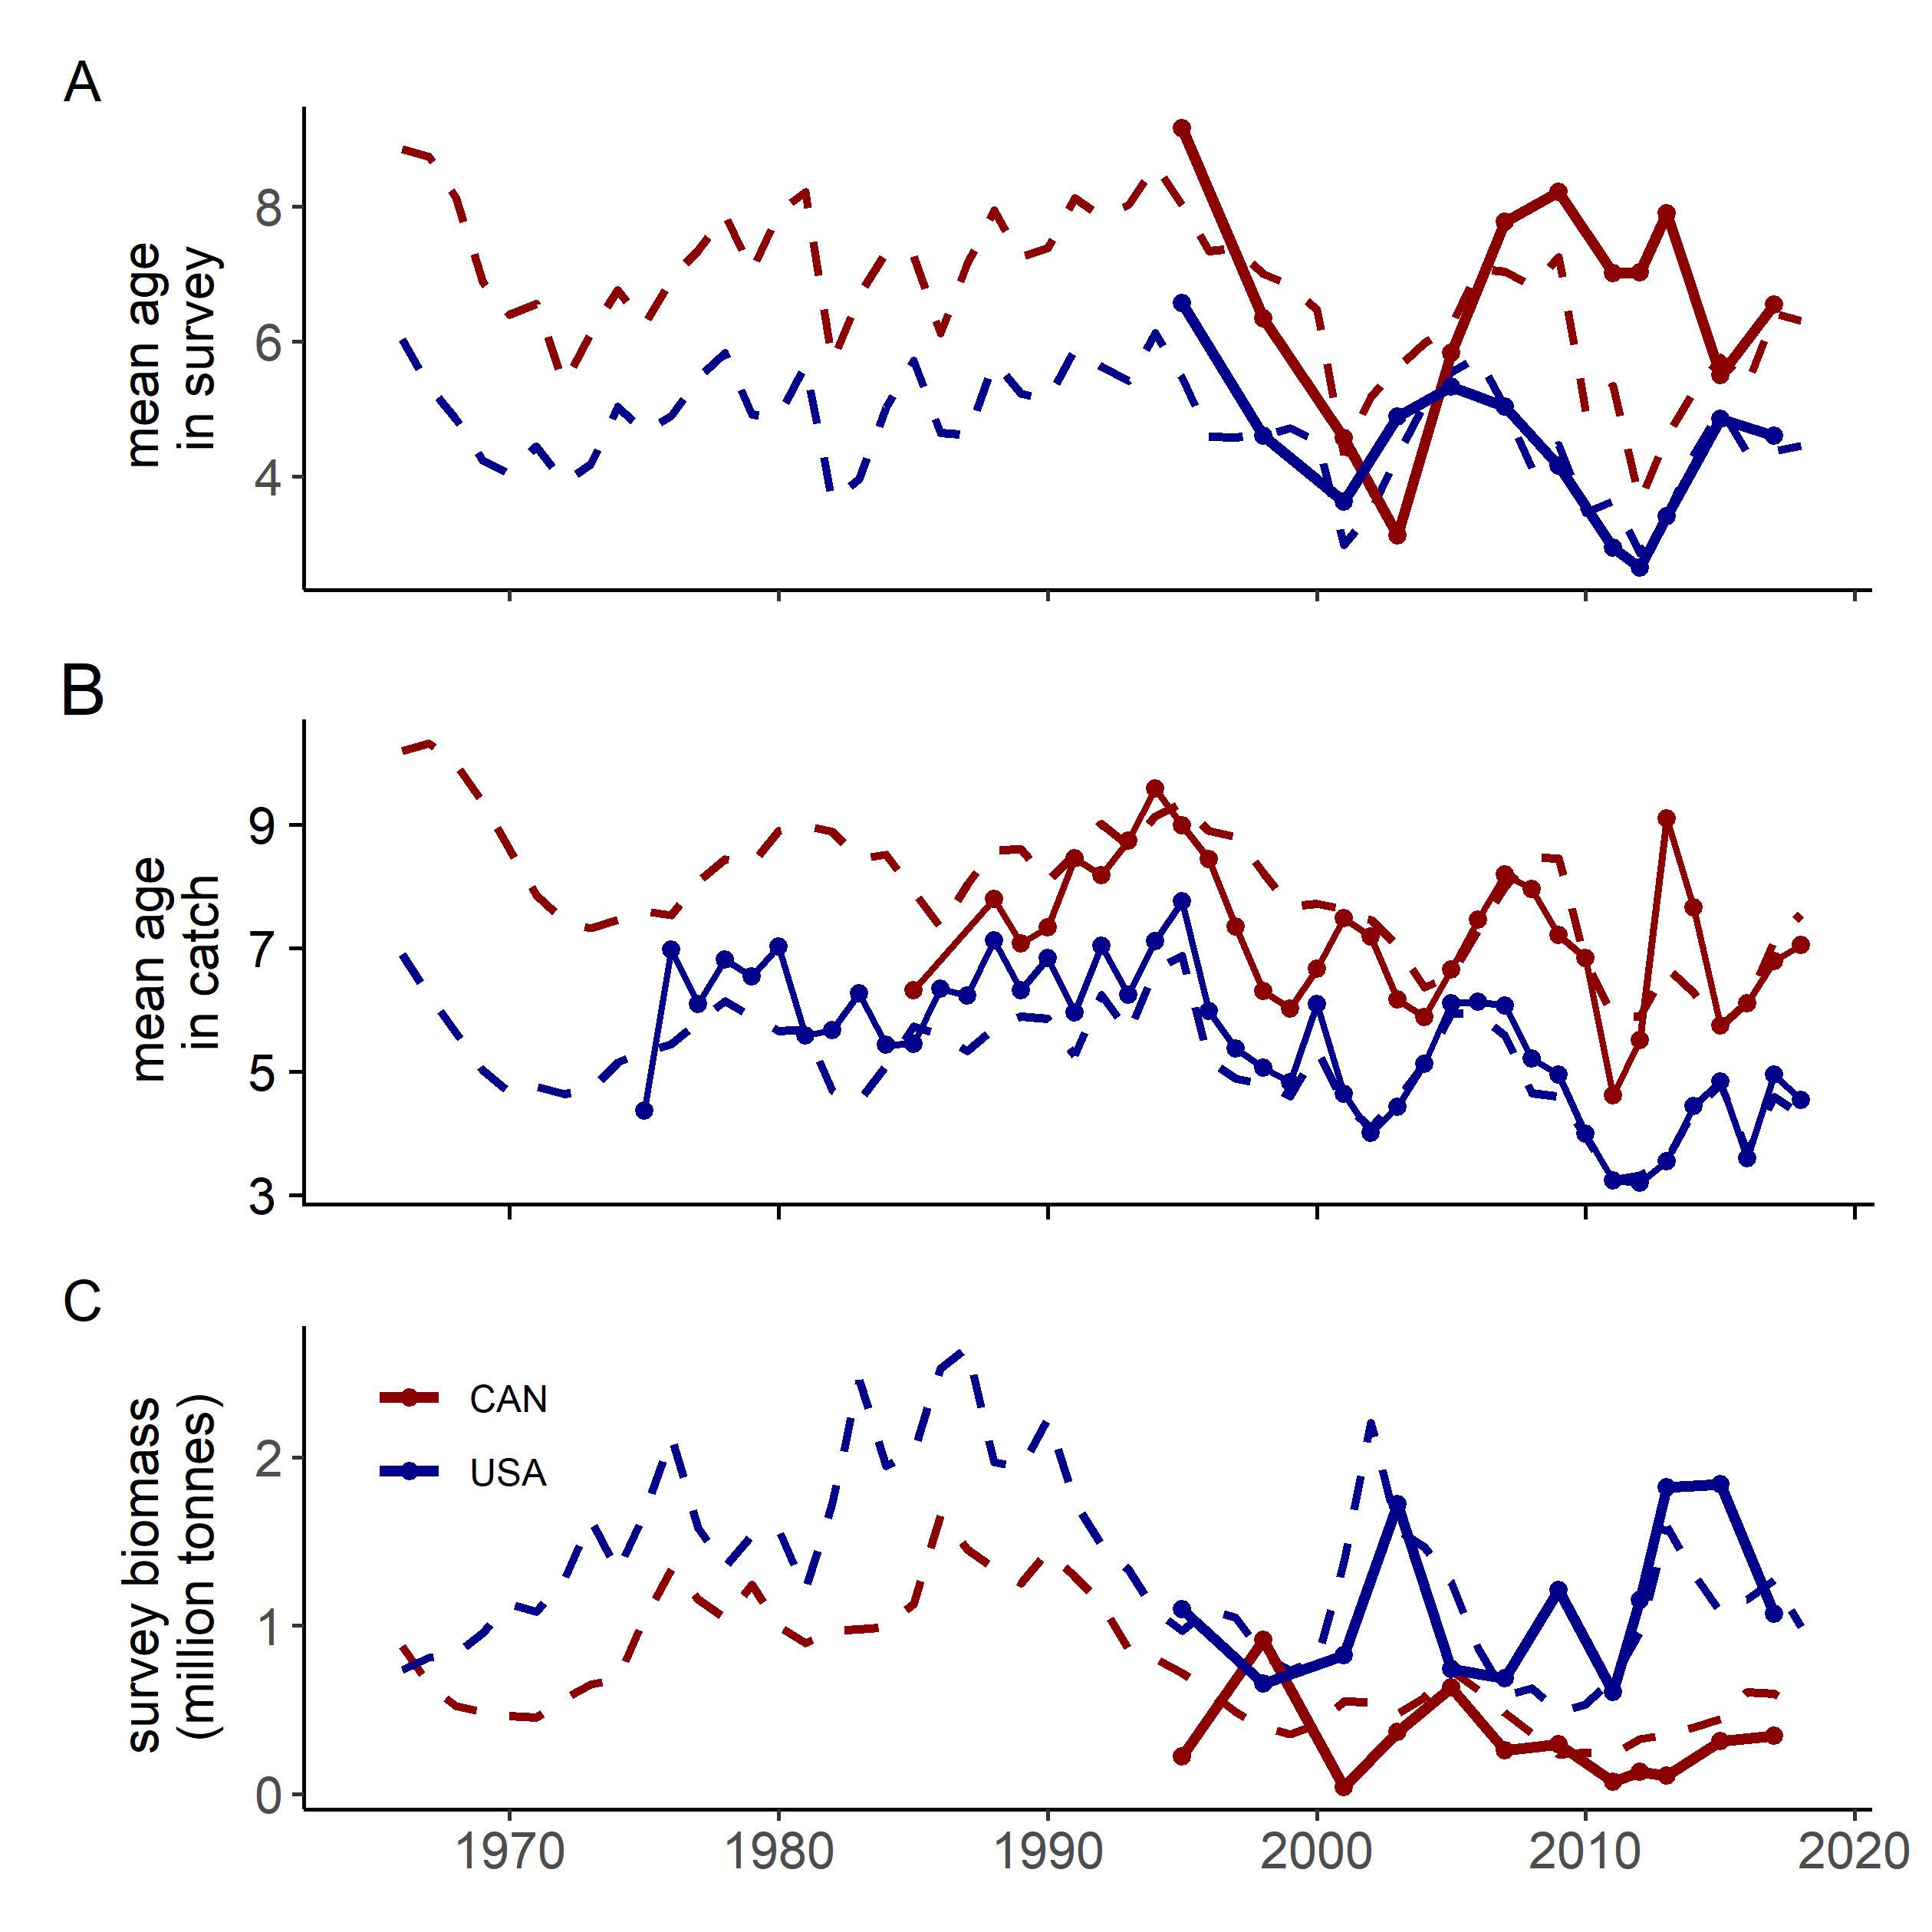 A
mean age
in survey
8
6
4
B
mean age
in catch
9
7
5
3
C
survey biomass
(million tonnes)
CAN
USA
2
1
0
1970 1980 1990 2000 2010 2020